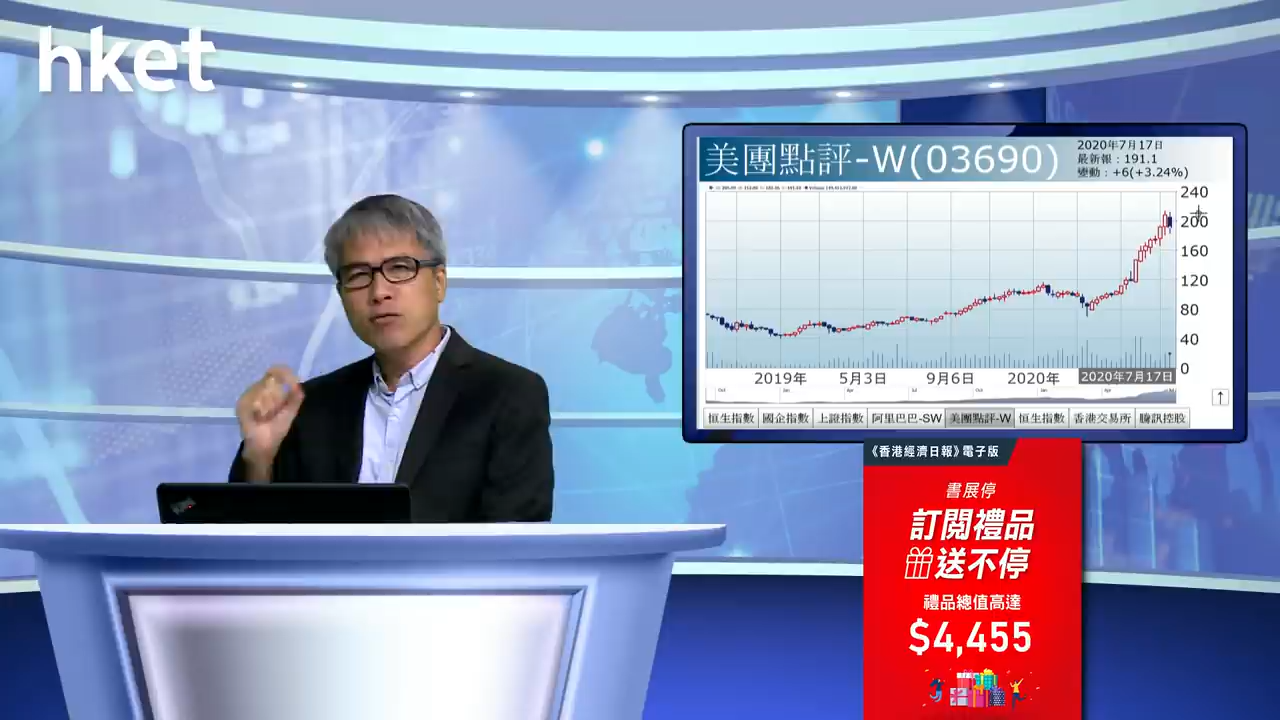 hket
美團點評-W(03690)
2020年7月17日
最新報：191.1
變動：+6(+3.24%)
240
200
160
120
80
40
0
2019年 5月3日 9月6日 2020年 2020年7月17日
恒生指數 國企指數 上證指數 阿里巴巴-SW 美團點評-W 恒生指數 香港交易所 騰訊控股
《香港經濟日報》電子版
書展停
訂閱禮品
送不停
禮品總值高達
$4,455